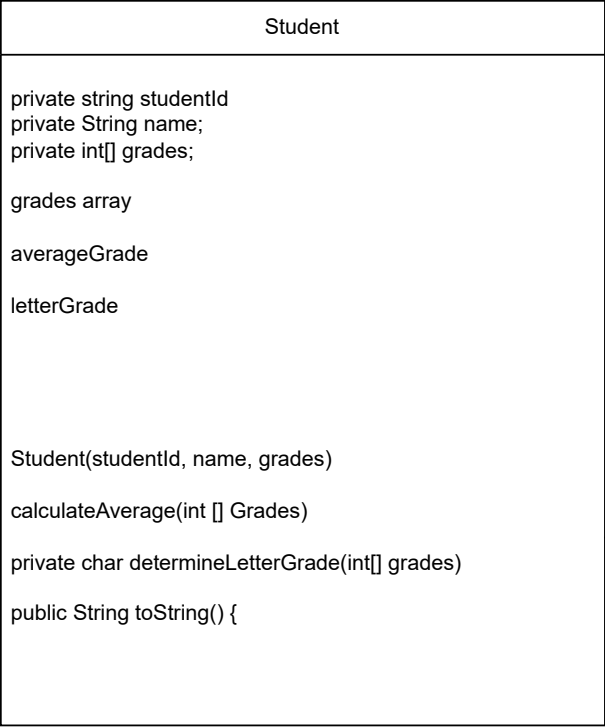 Student
private string studentId
private String name;
private int[] grades;
grades array
averageGrade
letterGrade
Student(studentId, name, grades)
calculateAverage(int [] Grades)
private char determineLetterGrade(int[] grades)
public String toString() {